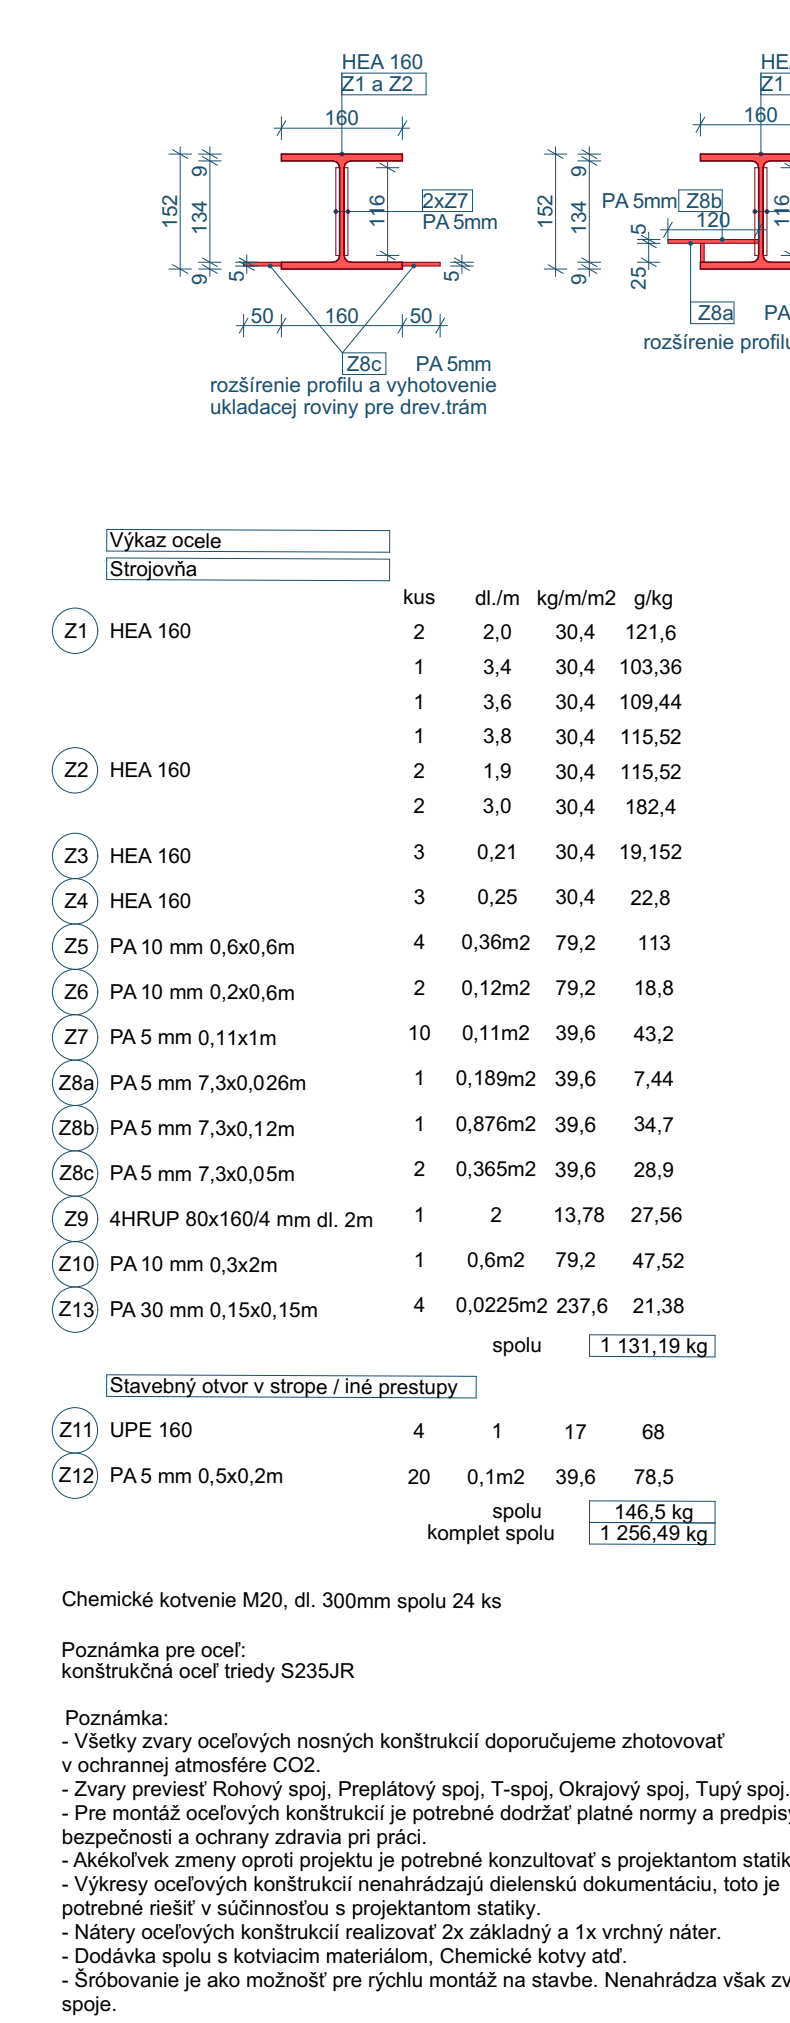 HEA 160
Z1 a Z2
160
152
134
9
9
116
2xZ7
PA 5mm
5
5
50 160 50
Z8c PA 5mm
rozšírenie profilu a vyhotovenie
ukladacej roviny pre drev.trám
Z1
160
152
134
9
9
PA 5mm Z8b
120
116
5
25
Z8a PA
rozšírenie profilu
Výkaz ocele
Strojovňa
kus dl./m kg/m/m2 g/kg
Z1 HEA 160 2 2,0 30,4 121,6
1 3,4 30,4 103,36
1 3,6 30,4 109,44
1 3,8 30,4 115,52
Z2 HEA 160 2 1,9 30,4 115,52
2 3,0 30,4 182,4
Z3 HEA 160 3 0,21 30,4 19,152
Z4 HEA 160 3 0,25 30,4 22,8
Z5 PA 10 mm 0,6x0,6m 4 0,36m2 79,2 113
Z6 PA 10 mm 0,2x0,6m 2 0,12m2 79,2 18,8
Z7 PA 5 mm 0,11x1m 10 0,11m2 39,6 43,2
Z8a PA 5 mm 7,3x0,026m 1 0,189m2 39,6 7,44
Z8b PA 5 mm 7,3x0,12m 1 0,876m2 39,6 34,7
Z8c PA 5 mm 7,3x0,05m 2 0,365m2 39,6 28,9
Z9 4HRUP 80x160/4 mm dl. 2m 1 2 13,78 27,56
Z10 PA 10 mm 0,3x2m 1 0,6m2 79,2 47,52
Z13 PA 30 mm 0,15x0,15m 4 0,0225m2 237,6 21,38
spolu 1 131,19 kg
Stavebný otvor v strope / iné prestupy
Z11 UPE 160 4 1 17 68
Z12 PA 5 mm 0,5x0,2m 20 0,1m2 39,6 78,5
spolu 146,5 kg
komplet spolu 1 256,49 kg
Chemické kotvenie M20, dl. 300mm spolu 24 ks
Poznámka pre oceľ:
konštrukčná oceľ triedy S235JR
Poznámka:
- Všetky zvary oceľových nosných konštrukcií doporučujeme zhotovovať
v ochrannej atmosfére CO2.
- Zvary previesť Rohový spoj, Preplátový spoj, T-spoj, Okrajový spoj, Tupý spoj.
- Pre montáž oceľových konštrukcií je potrebné dodržať platné normy a predpisy
bezpečnosti a ochrany zdravia pri práci.
- Akékoľvek zmeny oproti projektu je potrebné konzultovať s projektantom statik
- Výkresy oceľových konštrukcií nenahrádzajú dielenskú dokumentáciu, toto je
potrebné riešiť v súčinnosťou s projektantom statiky.
- Nátery oceľových konštrukcií realizovať 2x základný a 1x vrchný náter.
- Dodávka spolu s kotviacim materiálom, Chemické kotvy atď.
- Šróbovanie je ako možnošť pre rýchlu montáž na stavbe. Nenahrádza však zv
spoje.